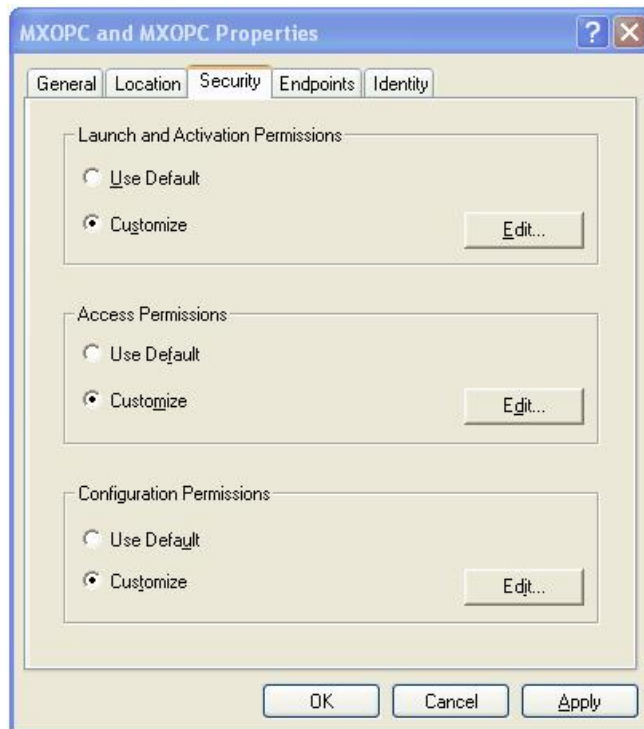 MXOPC and MXOPC Properties
General Location Security Endpoints Identity
Launch and Activation Permissions
Use Default
Customize
Edit...
Access Permissions
Use Default
Customize
Edit...
Configuration Permissions
Use Default
Customize
Edit...
OK Cancel Apply